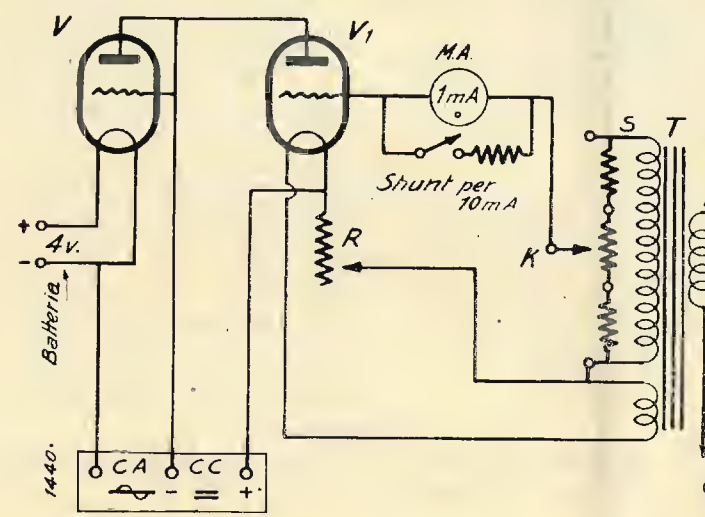 V
V1
M.A.
1mA
Shunt per
10mA
S
T
+
4v.
-
Batteria
R
K
1440.
CA - CC +